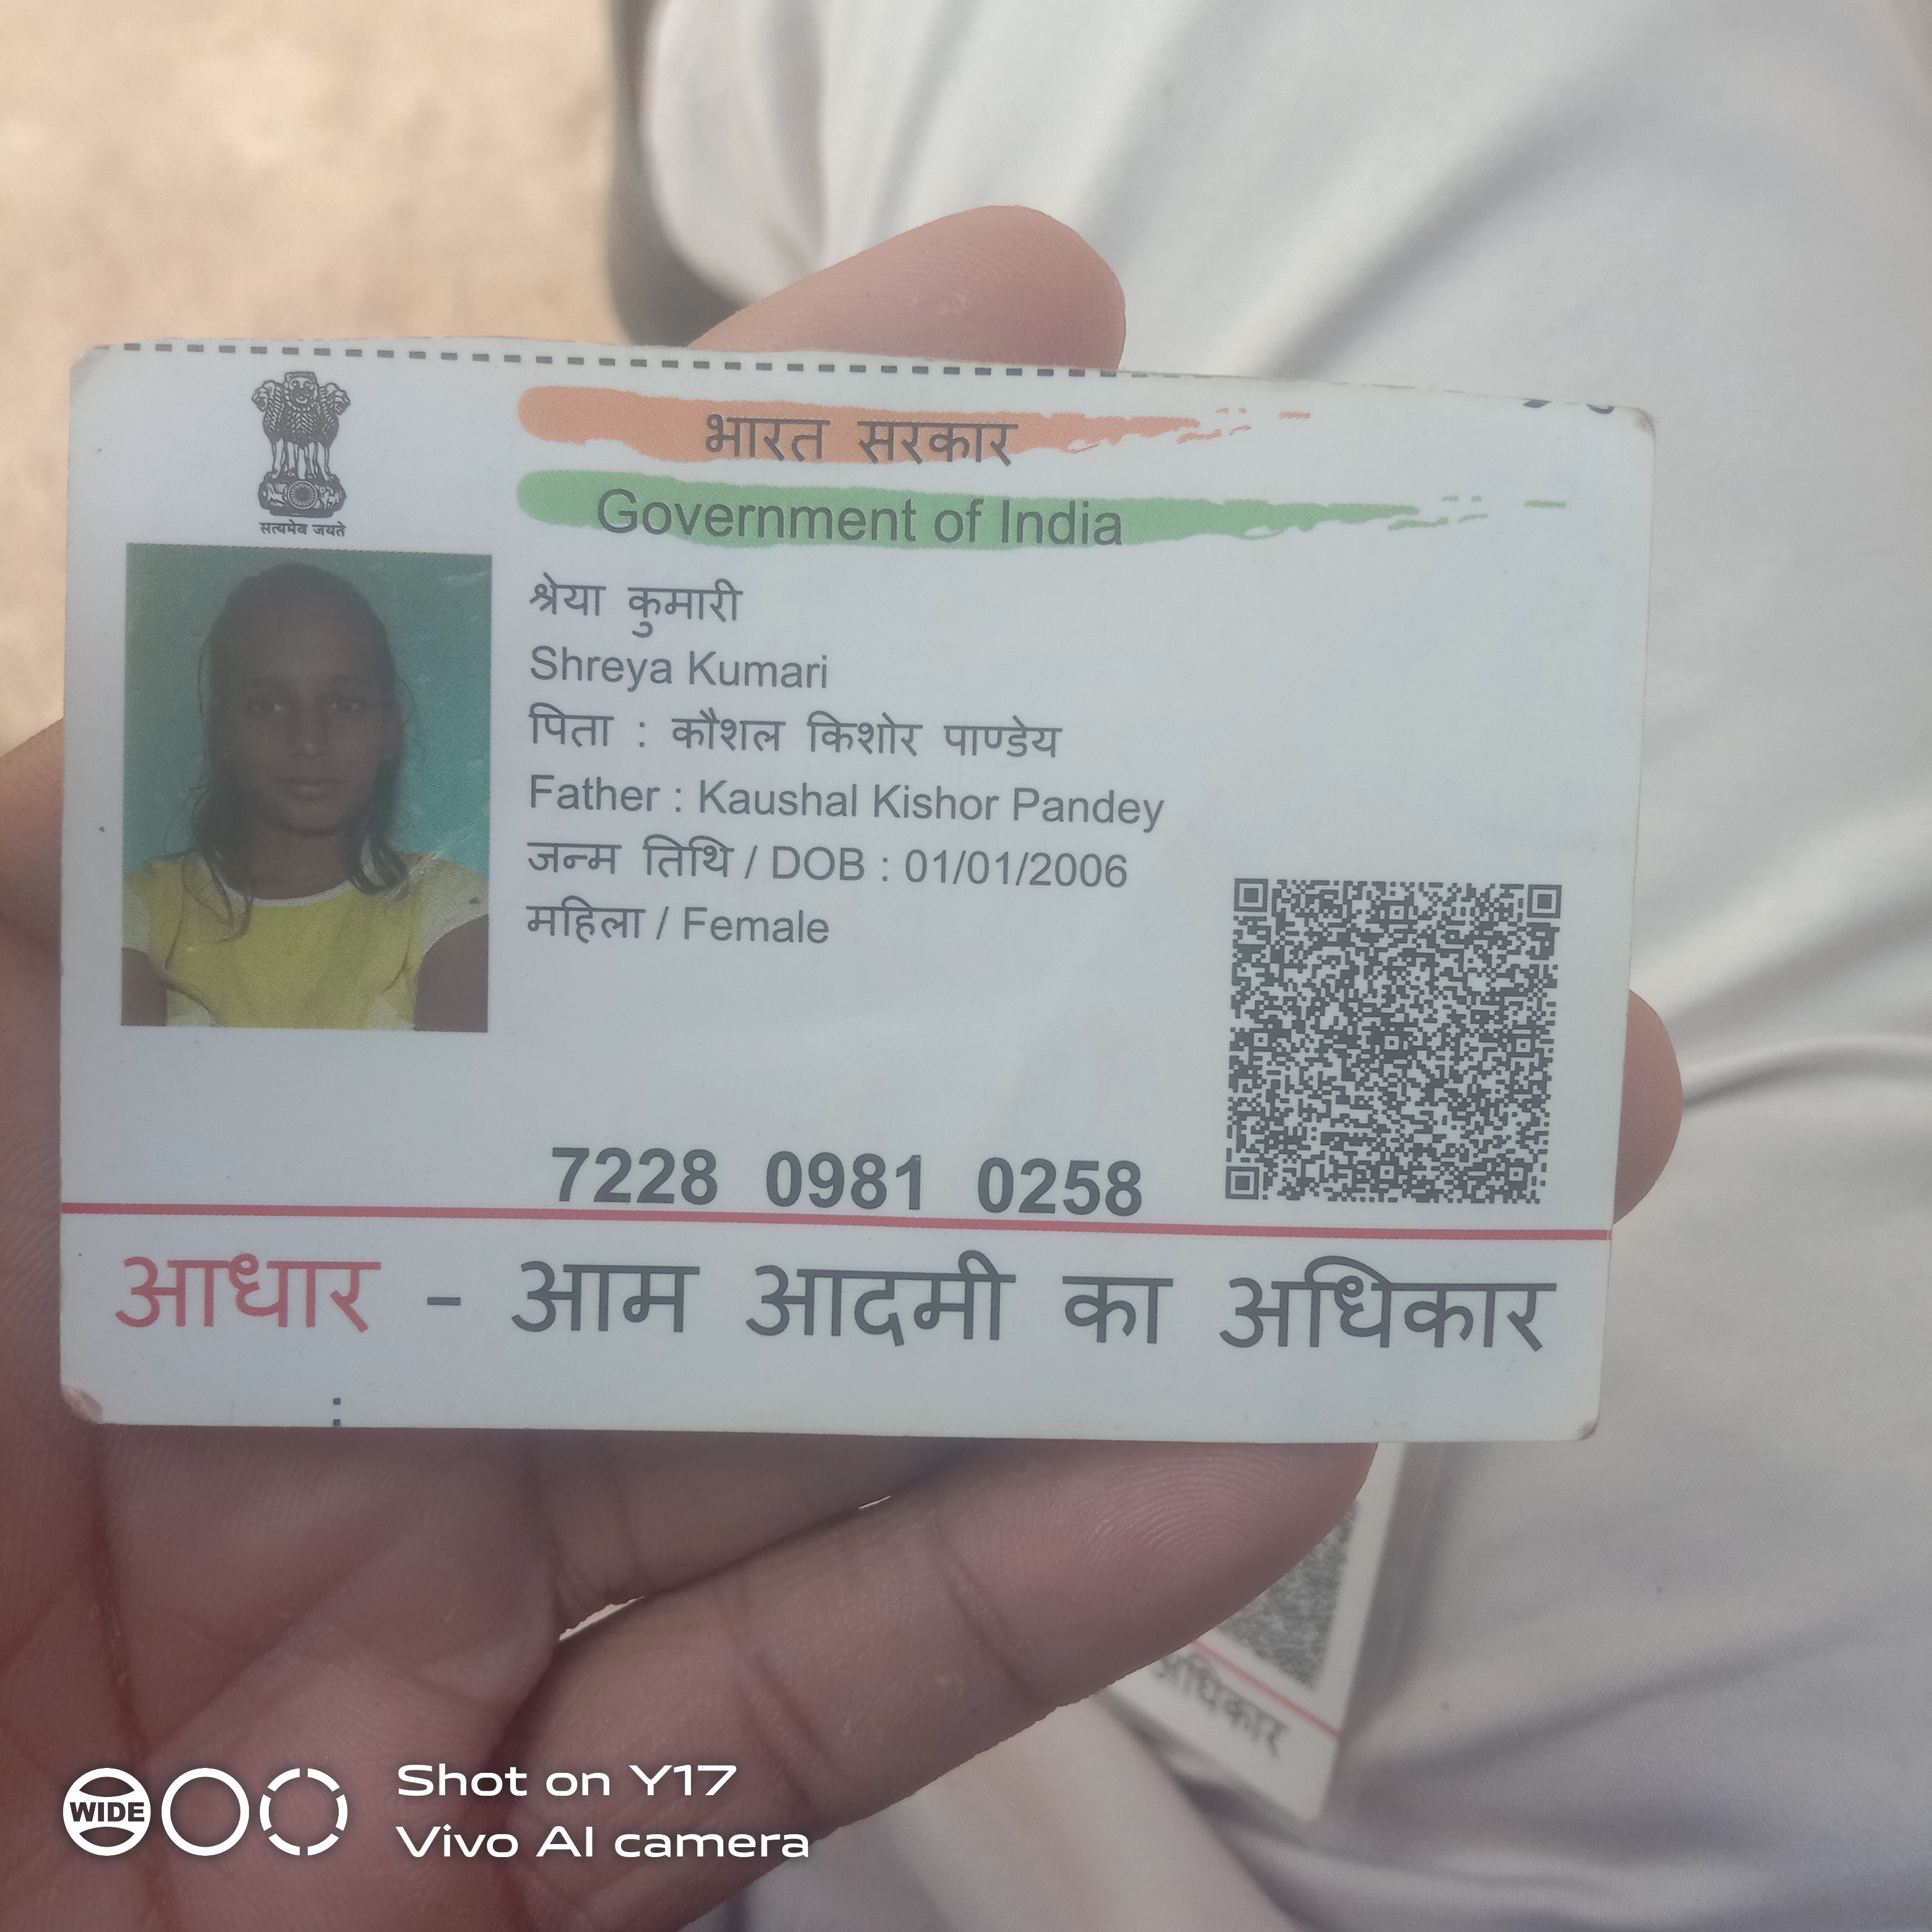 सत्यमेव जयते
भारत सरकार
Government of India
श्रेया कुमारी
Shreya Kumari
पिता : कौशल किशोर पाण्डेय
Father : Kaushal Kishor Pandey
जन्म तिथि / DOB : 01/01/2006
महिला / Female
7228 0981 0258
आधार - आम आदमी का अधिकार
अधिकार
WIDE
Shot on Y17
Vivo AI camera